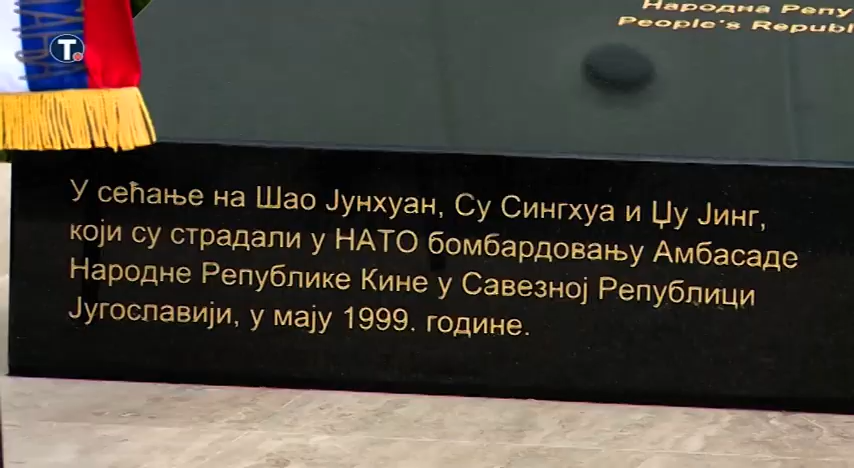 Народна Репу
People's Republ
T.
У сећање на Шао Јунхуан, Су Сингхуа и Џу Јинг,
који су страдали у НАТО бомбардовању Амбасаде
Народне Републике Кине у Савезној Републици
Југославији, у мају 1999. године.